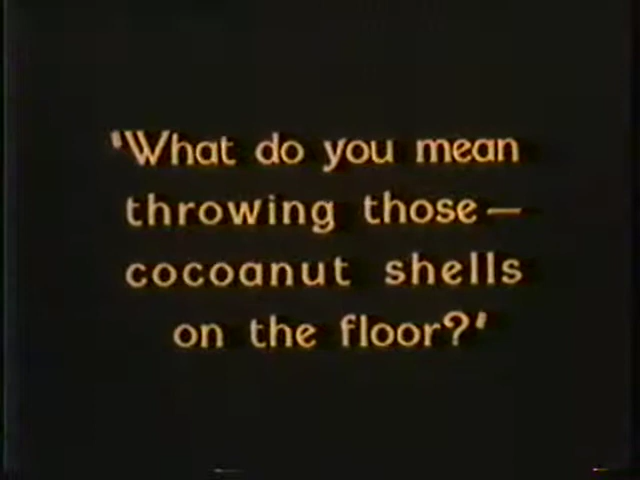 "What do you mean
throwing those—
cocoanut shells
on the floor?"